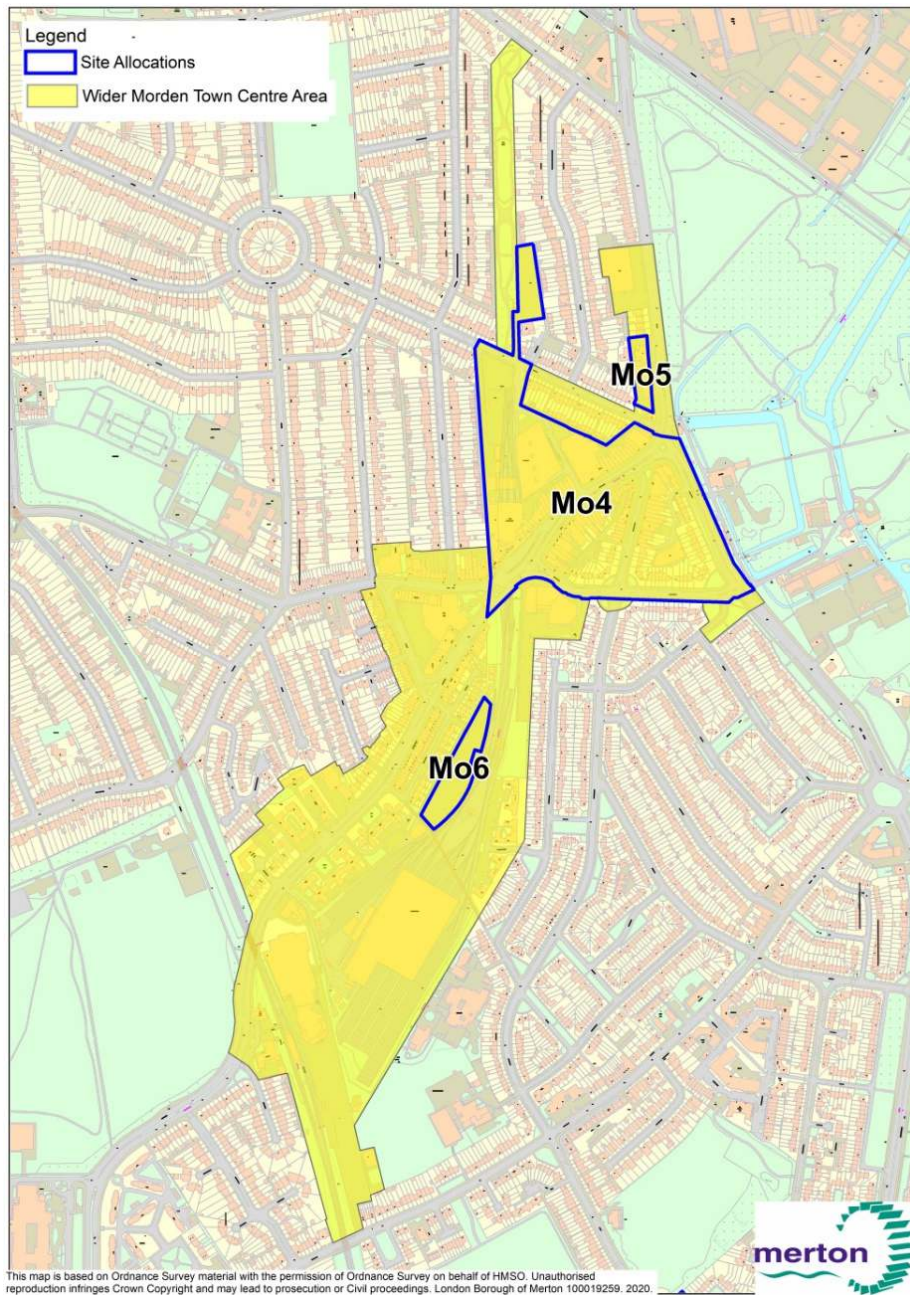 Legend
Site Allocations
Wider Morden Town Centre Area
Mo5
Mo4
Mo6
merton
This map is based on Ordnance Survey material with the permission of Ordnance Survey on behalf of HMSO. Unauthorised
reproduction infringes Crown Copyright and may lead to prosecution or Civil proceedings. London Borough of Merton 100019259. 2020.